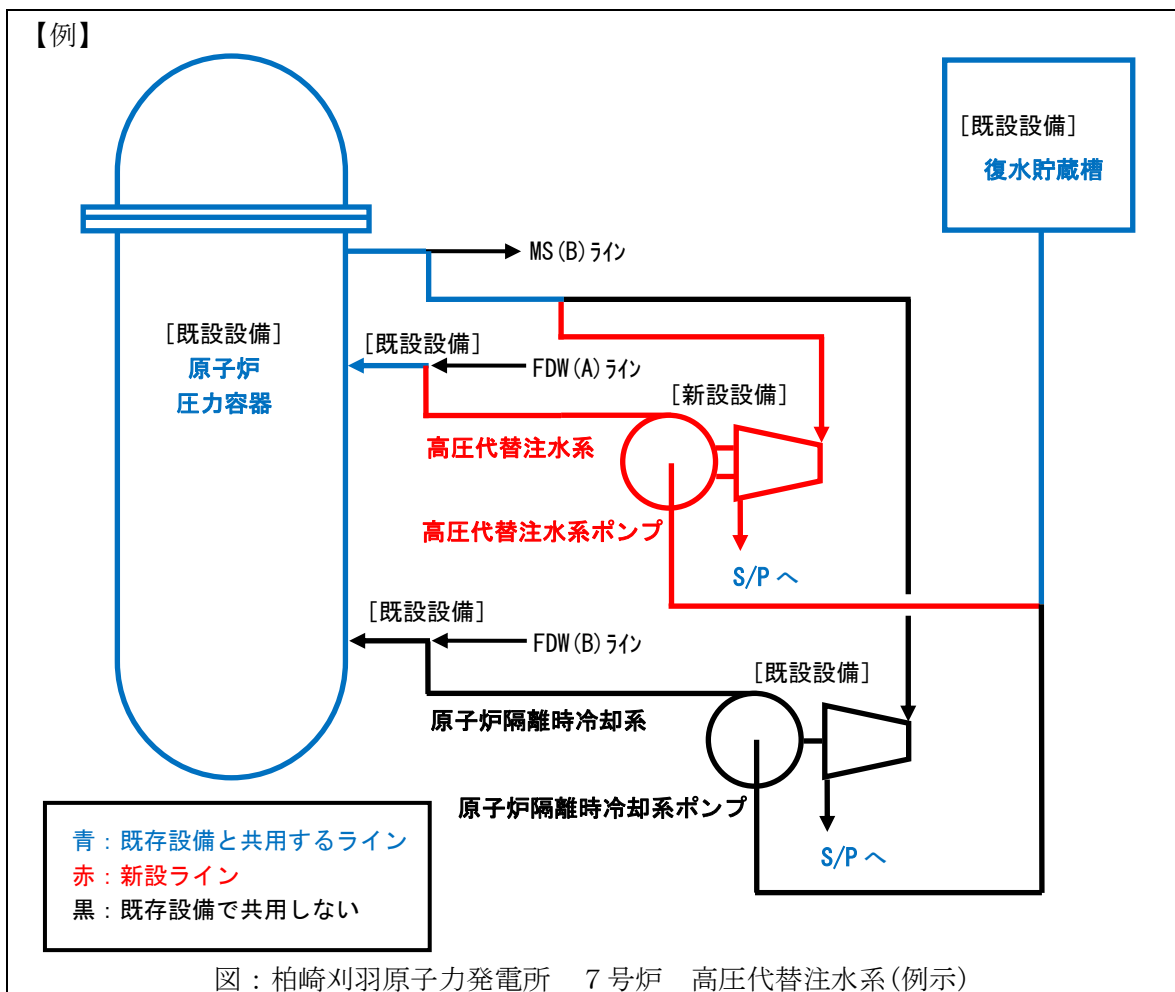 【例】
[既設設備]
復水貯蔵槽
MS(B)ライン
[既設設備]
原子炉
圧力容器
[既設設備]
FDW(A)ライン
[新設設備]
高圧代替注水系
高圧代替注水系ポンプ
S/Pへ
[既設設備]
FDW(B)ライン
[既設設備]
原子炉隔離時冷却系
原子炉隔離時冷却系ポンプ
S/Pへ
青：既存設備と共用するライン
赤：新設ライン
黒：既存設備で共用しない
図：柏崎刈羽原子力発電所　７号炉　高圧代替注水系(例示)